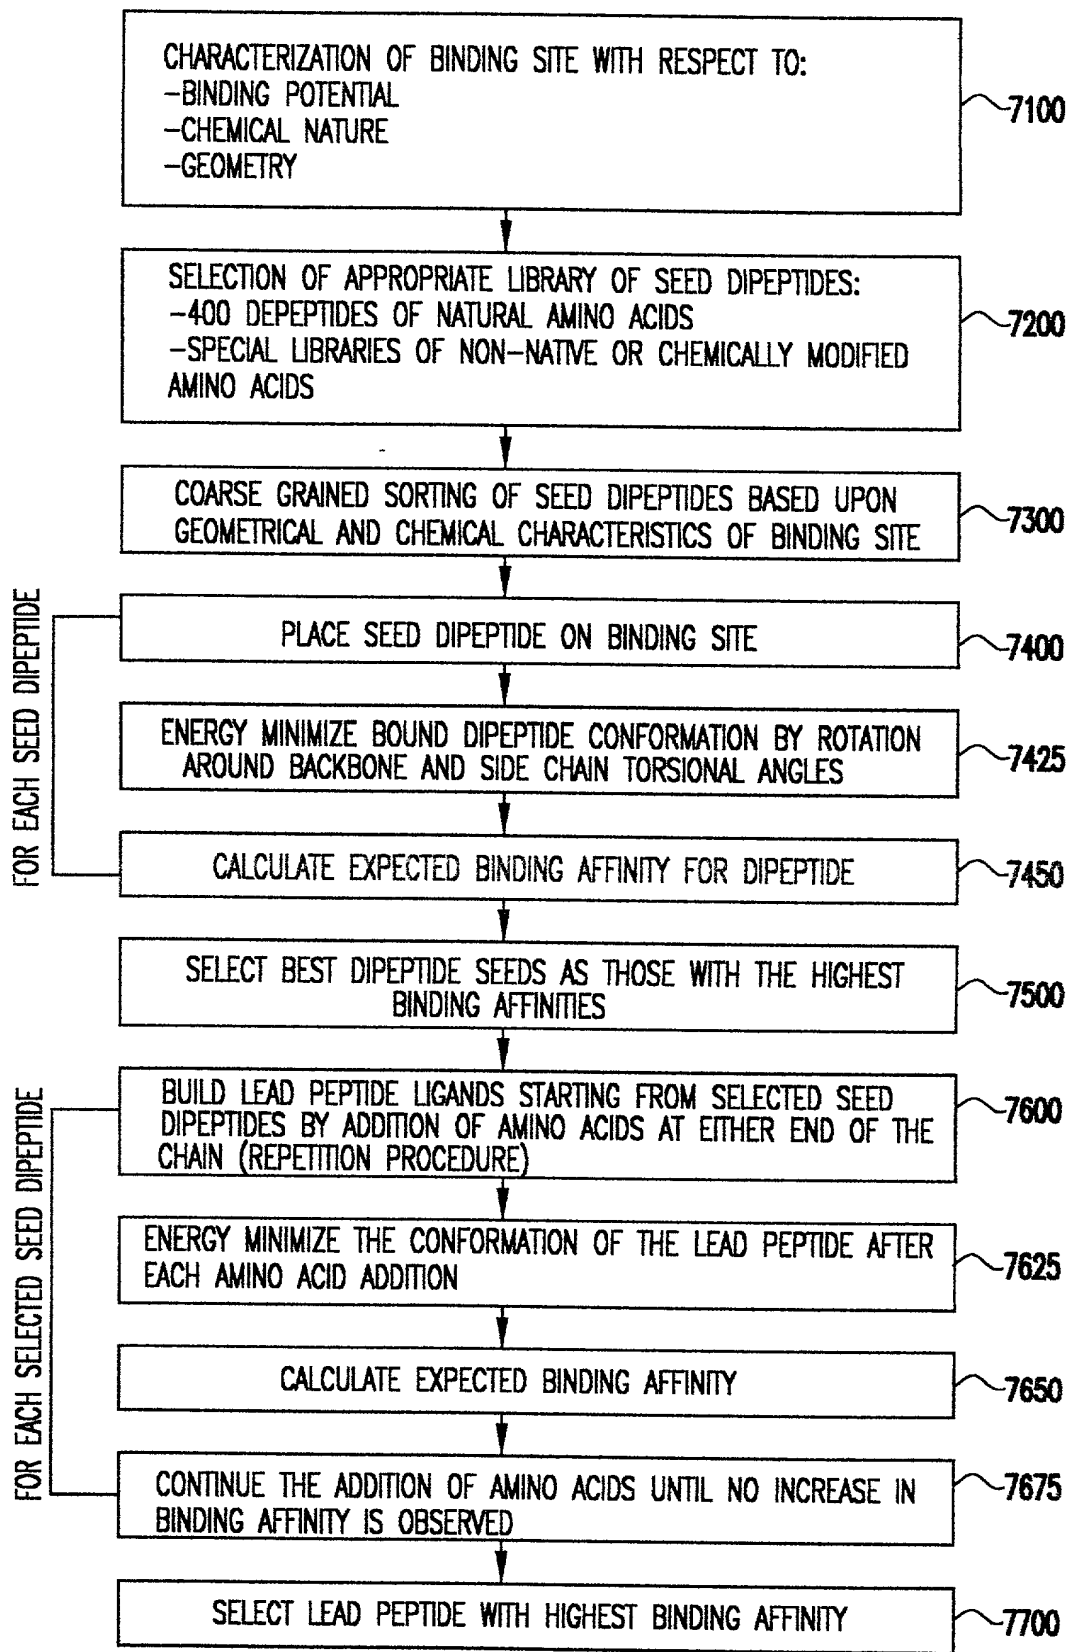 CHARACTERIZATION OF BINDING SITE WITH RESPECT TO:
-BINDING POTENTIAL
-CHEMICAL NATURE
-GEOMETRY
7100
SELECTION OF APPROPRIATE LIBRARY OF SEED DIPEPTIDES:
-400 DEPEPTIDES OF NATURAL AMINO ACIDS
-SPECIAL LIBRARIES OF NON-NATIVE OR CHEMICALLY MODIFIED
AMINO ACIDS
7200
COARSE GRAINED SORTING OF SEED DIPEPTIDES BASED UPON
GEOMETRICAL AND CHEMICAL CHARACTERISTICS OF BINDING SITE
7300
FOR EACH SEED DIPEPTIDE
PLACE SEED DIPEPTIDE ON BINDING SITE
7400
ENERGY MINIMIZE BOUND DIPEPTIDE CONFORMATION BY ROTATION
AROUND BACKBONE AND SIDE CHAIN TORSIONAL ANGLES
7425
CALCULATE EXPECTED BINDING AFFINITY FOR DIPEPTIDE
7450
SELECT BEST DIPEPTIDE SEEDS AS THOSE WITH THE HIGHEST
BINDING AFFINITIES
7500
FOR EACH SELECTED SEED DIPEPTIDE
BUILD LEAD PEPTIDE LIGANDS STARTING FROM SELECTED SEED
DIPEPTIDES BY ADDITION OF AMINO ACIDS AT EITHER END OF THE
CHAIN (REPETITION PROCEDURE)
7600
ENERGY MINIMIZE THE CONFORMATION OF THE LEAD PEPTIDE AFTER
EACH AMINO ACID ADDITION
7625
CALCULATE EXPECTED BINDING AFFINITY
7650
CONTINUE THE ADDITION OF AMINO ACIDS UNTIL NO INCREASE IN
BINDING AFFINITY IS OBSERVED
7675
SELECT LEAD PEPTIDE WITH HIGHEST BINDING AFFINITY
7700